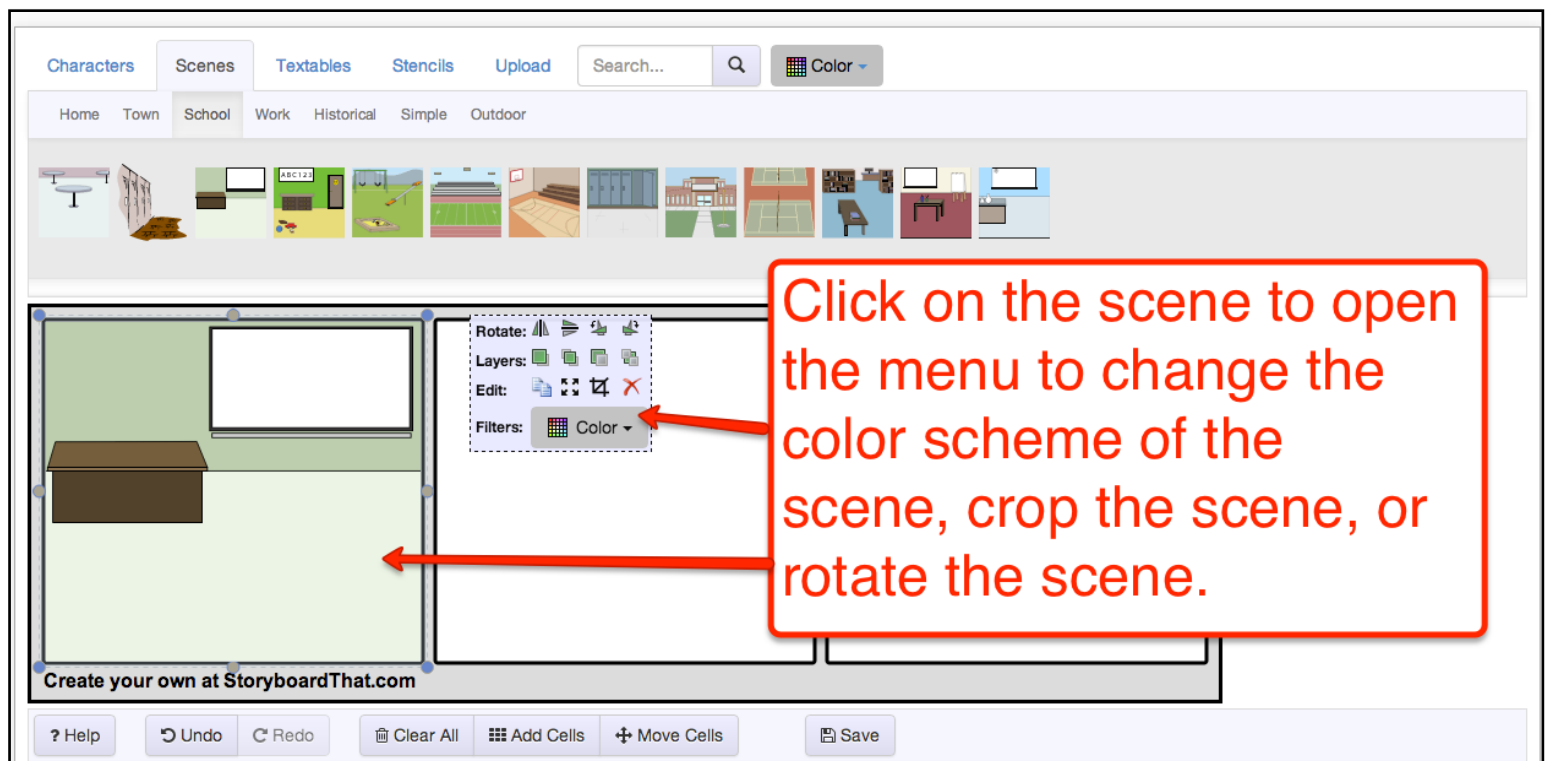 Characters Scenes Textables Stencils Upload Search... Color
Home Town School Work Historical Simple Outdoor
ABC123
Rotate:
Layers:
Edit:
Filters: Color
Click on the scene to open
the menu to change the
color scheme of the
scene, crop the scene, or
rotate the scene.
Create your own at StoryboardThat.com
? Help Undo Redo Clear All Add Cells Move Cells Save